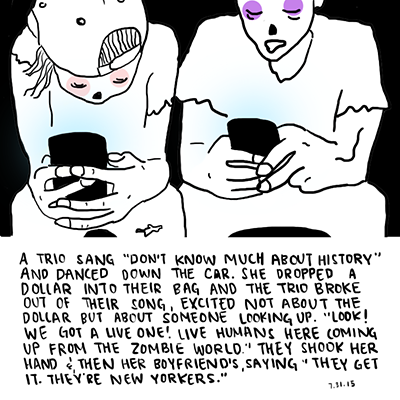 A TRIO SANG "DON'T KNOW MUCH ABOUT HISTORY"
AND DANCED DOWN THE CAR. SHE DROPPED A
DOLLAR INTO THEIR BAG AND THE TRIO BROKE
OUT OF THEIR SONG, EXCITED NOT ABOUT THE
DOLLAR BUT ABOUT SOMEONE LOOKING UP. "LOOK!
WE GOT A LIVE ONE! LIVE HUMANS HERE COMING
UP FROM THE ZOMBIE WORLD." THEY SHOOK HER
HAND & THEN HER BOYFRIEND'S, SAYING "THEY GET
IT. THEY'RE NEW YORKERS."
7.31.15